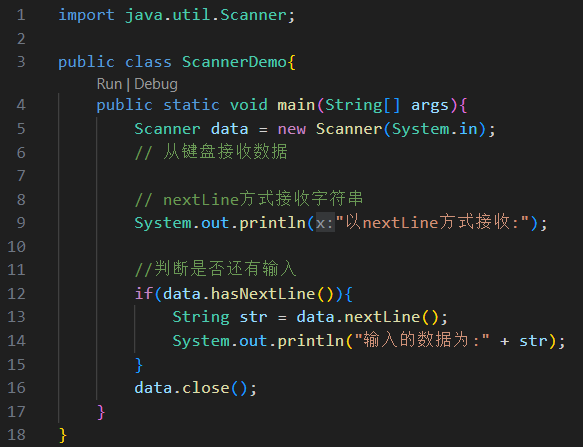 1 import java.util.Scanner;
2
3 public class ScannerDemo{
Run | Debug
4 public static void main(String[] args){
5 Scanner data = new Scanner(System.in);
6 // 从键盘接收数据
7
8 // nextLine方式接收字符串
9 System.out.println(x:"以nextLine方式接收:");
10
11 //判断是否还有输入
12 if(data.hasNextLine()){
13 String str = data.nextLine();
14 System.out.println("输入的数据为:" + str);
15 }
16 data.close();
17 }
18 }